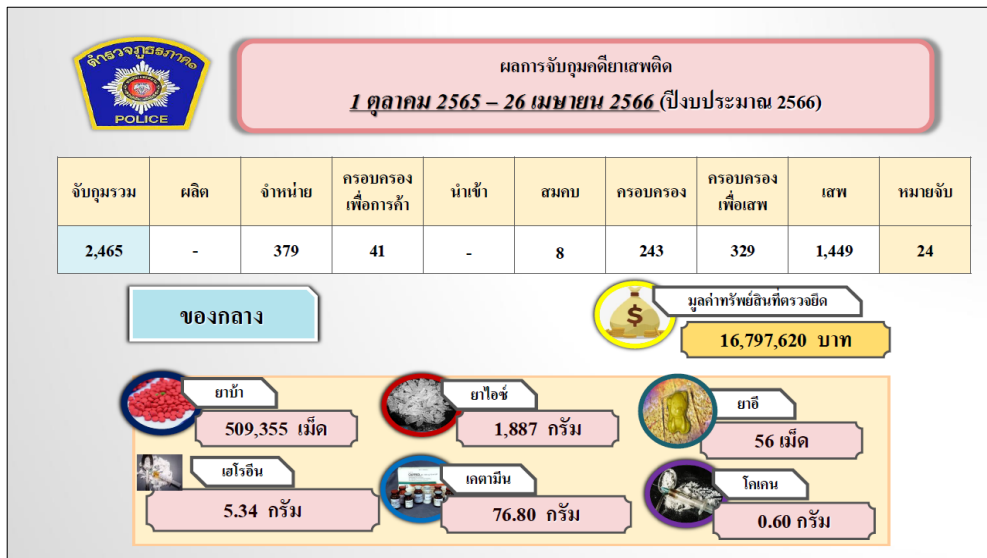 ตำรวจภูธรภาค๑
POLICE
ผลการจับกุมคดียาเสพติด
1 ตุลาคม 2565 – 26 เมษายน 2566 (ปีงบประมาณ 2566)
จับกุมรวม
ผลิต
จำหน่าย
ครอบครอง
เพื่อการค้า
นำเข้า
สมคบ
ครอบครอง
ครอบครอง
เพื่อเสพ
เสพ
หมายจับ
2,465
-
379
41
-
8
243
329
1,449
24
ของกลาง
มูลค่าทรัพย์สินที่ตรวจยึด
16,797,620 บาท
ยาบ้า
509,355 เม็ด
ยาไอซ์
1,887 กรัม
ยาอี
56 เม็ด
เฮโรอีน
5.34 กรัม
เคตามีน
76.80 กรัม
โคเคน
0.60 กรัม